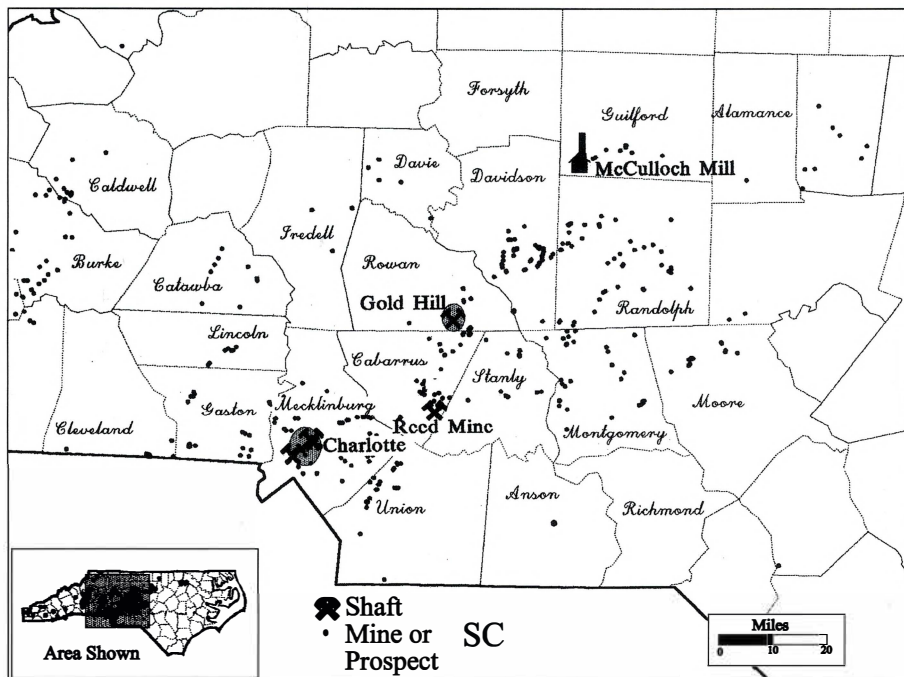 Forsyth
Guilford
Alamance
McCulloch Mill
Davie
Davidson
Caldwell
Iredell
Burke
Catawba
Rowan
Gold Hill
Randolph
Lincoln
Cabarrus
Stanly
Moore
Gaston
Mecklinburg
Reed Mine
Montgomery
Cleveland
Charlotte
Union
Anson
Richmond
Area Shown
Shaft
Mine or
Prospect
SC
Miles
0 10 20